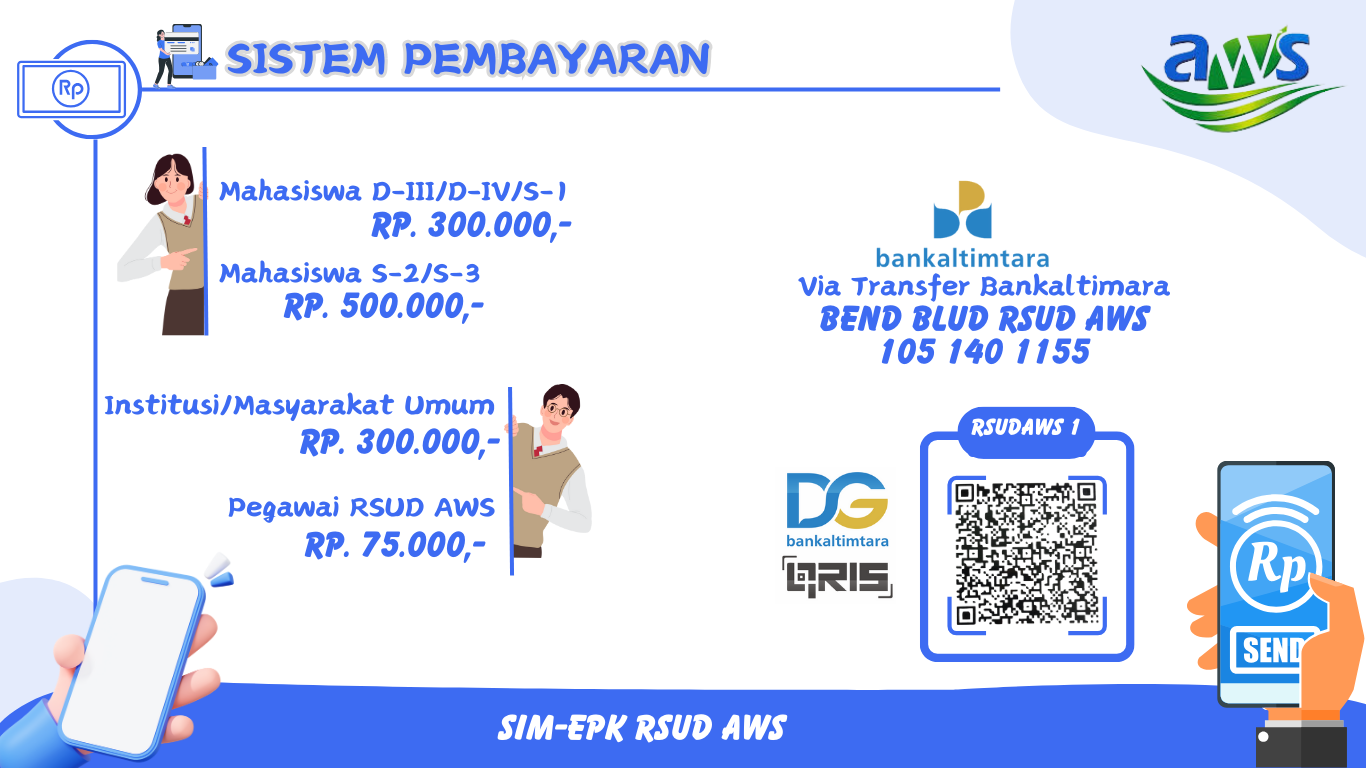 SISTEM PEMBAYARAN
Rp
aws
Mahasiswa D-III/D-IV/S-1
RP. 300.000,-
Mahasiswa S-2/S-3
RP. 500.000,-
Institusi/Masyarakat Umum
RP. 300.000,-
Pegawai RSUD AWS
RP. 75.000,-
bankaltimtara
Via Transfer Bankaltimara
BEND BLUD RSUD AWS
105 140 1155
RSUDAWS 1
DG
bankaltimtara
QRIS
Rp
SEND
SIM-EPK RSUD AWS